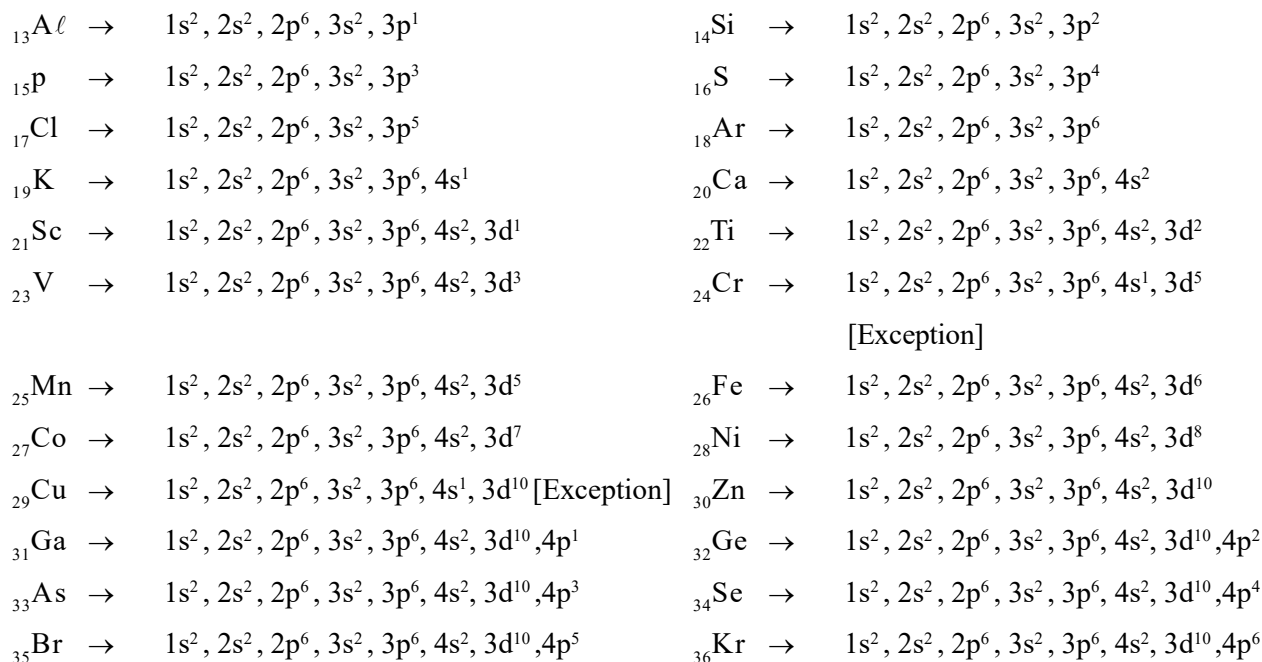 ₁₃Aℓ → 1s², 2s², 2p⁶, 3s², 3p¹ ₁₄Si → 1s², 2s², 2p⁶, 3s², 3p²
₁₅p → 1s², 2s², 2p⁶, 3s², 3p³ ₁₆S → 1s², 2s², 2p⁶, 3s², 3p⁴
₁₇Cl → 1s², 2s², 2p⁶, 3s², 3p⁵ ₁₈Ar → 1s², 2s², 2p⁶, 3s², 3p⁶
₁₉K → 1s², 2s², 2p⁶, 3s², 3p⁶, 4s¹ ₂₀Ca → 1s², 2s², 2p⁶, 3s², 3p⁶, 4s²
₂₁Sc → 1s², 2s², 2p⁶, 3s², 3p⁶, 4s², 3d¹ ₂₂Ti → 1s², 2s², 2p⁶, 3s², 3p⁶, 4s², 3d²
₂₃V → 1s², 2s², 2p⁶, 3s², 3p⁶, 4s², 3d³ ₂₄Cr → 1s², 2s², 2p⁶, 3s², 3p⁶, 4s¹, 3d⁵
[Exception]
₂₅Mn → 1s², 2s², 2p⁶, 3s², 3p⁶, 4s², 3d⁵ ₂₆Fe → 1s², 2s², 2p⁶, 3s², 3p⁶, 4s², 3d⁶
₂₇Co → 1s², 2s², 2p⁶, 3s², 3p⁶, 4s², 3d⁷ ₂₈Ni → 1s², 2s², 2p⁶, 3s², 3p⁶, 4s², 3d⁸
₂₉Cu → 1s², 2s², 2p⁶, 3s², 3p⁶, 4s¹, 3d¹⁰ [Exception] ₃₀Zn → 1s², 2s², 2p⁶, 3s², 3p⁶, 4s², 3d¹⁰
₃₁Ga → 1s², 2s², 2p⁶, 3s², 3p⁶, 4s², 3d¹⁰,4p¹ ₃₂Ge → 1s², 2s², 2p⁶, 3s², 3p⁶, 4s², 3d¹⁰,4p²
₃₃As → 1s², 2s², 2p⁶, 3s², 3p⁶, 4s², 3d¹⁰,4p³ ₃₄Se → 1s², 2s², 2p⁶, 3s², 3p⁶, 4s², 3d¹⁰,4p⁴
₃₅Br → 1s², 2s², 2p⁶, 3s², 3p⁶, 4s², 3d¹⁰,4p⁵ ₃₆Kr → 1s², 2s², 2p⁶, 3s², 3p⁶, 4s², 3d¹⁰,4p⁶